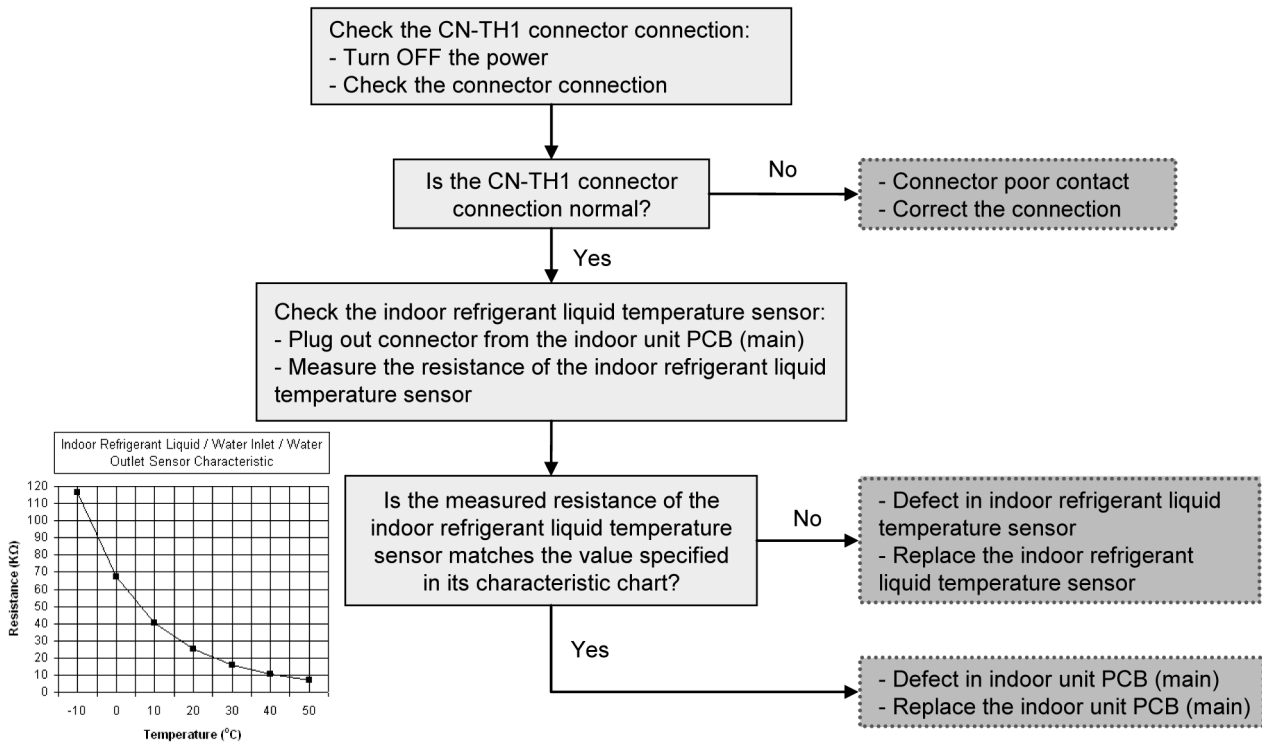 Check the CN-TH1 connector connection:
- Turn OFF the power
- Check the connector connection
Is the CN-TH1 connector
connection normal?
No
- Connector poor contact
- Correct the connection
Yes
Check the indoor refrigerant liquid temperature sensor:
- Plug out connector from the indoor unit PCB (main)
- Measure the resistance of the indoor refrigerant liquid
temperature sensor
Indoor Refrigerant Liquid / Water Inlet / Water
Outlet Sensor Characteristic
Resistance (KΩ)
120
110
100
90
80
70
60
50
40
30
20
10
0
-10 0 10 20 30 40 50
Temperature (°C)
Is the measured resistance of the
indoor refrigerant liquid temperature
sensor matches the value specified
in its characteristic chart?
No
- Defect in indoor refrigerant liquid
temperature sensor
- Replace the indoor refrigerant
liquid temperature sensor
Yes
- Defect in indoor unit PCB (main)
- Replace the indoor unit PCB (main)